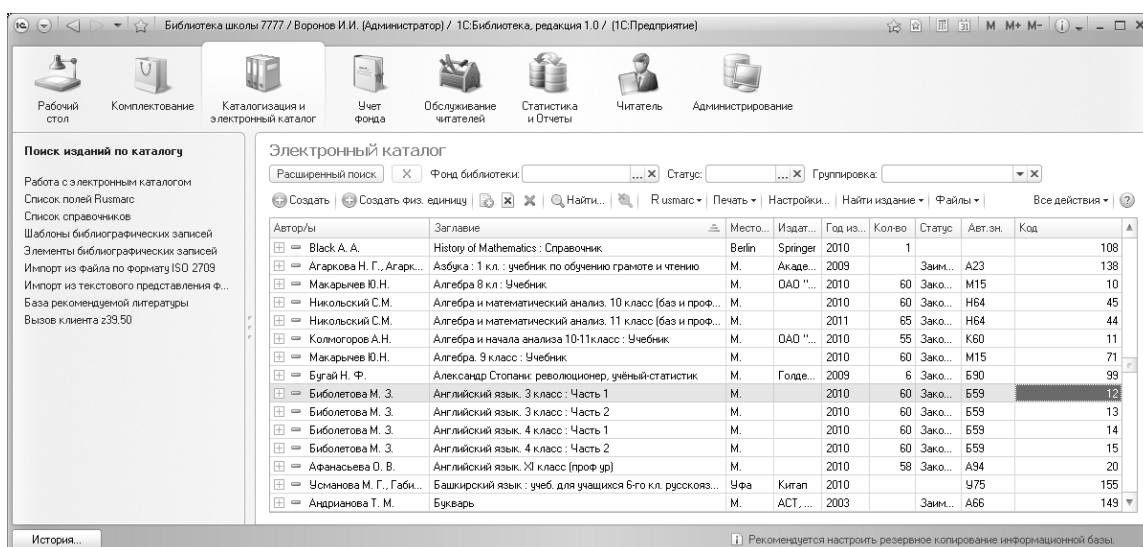 Библиотека школы 7777 / Воронов И.И. (Администратор) / 1С:Библиотека, редакция 1.0 / (1С:Предприятие) M M+ M-
Рабочий стол
Комплектование
Каталогизация и электронный каталог
Учет фонда
Обслуживание читателей
Статистика и Отчеты
Читатель
Администрирование
Поиск изданий по каталогу
Работа с электронным каталогом
Список полей Rusmarc
Список справочников
Шаблоны библиографических записей
Элементы библиографических записей
Импорт из файла по формату ISO 2709
Импорт из текстового представления ф...
База рекомендуемой литературы
Вызов клиента z39.50
Электронный каталог
Расширенный поиск X Фонд библиотеки: ... X Статус: ... X Группировка: X
Создать Создать физ. единицу Найти... Rusmarc Печать Настройки... Найти издание Файлы Все действия
Автор/ы Заглавие Место... Издат... Год из... Кол-во Статус Авт.зн. Код
Black A. A. History of Mathematics : Справочник Berlin Springer 2010 1 108
Агаркова Н. Г., Агарк... Азбука : 1 кл. : учебник по обучению грамоте и чтению М. Акаде... 2009 Заим... А23 138
Макарычев Ю.Н. Алгебра 8 кл : Учебник М. ОАО "... 2010 60 Зако... М15 10
Никольский С.М. Алгебра и математический анализ. 10 класс (баз и проф... М. 2010 60 Зако... Н64 45
Никольский С.М. Алгебра и математический анализ. 11 класс (баз и проф... М. 2011 65 Зако... Н64 44
Колмогоров А.Н. Алгебра и начала анализа 10-11класс : Учебник М. ОАО "... 2010 55 Зако... К60 11
Макарычев Ю.Н. Алгебра. 9 класс : Учебник М. 2010 60 Зако... М15 71
Бугай Н. Ф. Александр Стопани: революционер, учёный-статистик М. Голде... 2009 6 Зако... Б90 99
Биболетова М. З. Английский язык. 3 класс : Часть 1 М. 2010 60 Зако... Б59 12
Биболетова М. З. Английский язык. 3 класс : Часть 2 М. 2010 60 Зако... Б59 13
Биболетова М. З. Английский язык. 4 класс : Часть 1 М. 2010 60 Зако... Б59 14
Биболетова М. З. Английский язык. 4 класс : Часть 2 М. 2010 60 Зако... Б59 15
Афанасьева О. В. Английский язык. XI класс (проф ур) М. 2010 58 Зако... А94 20
Усманова М. Г., Габи... Башкирский язык : учеб. для учащихся 6-го кл. русскояз... Уфа Китап 2010 У75 155
Андрианова Т. М. Букварь М. АСТ, ... 2003 Заим... А66 149
История... Рекомендуется настроить резервное копирование информационной базы.